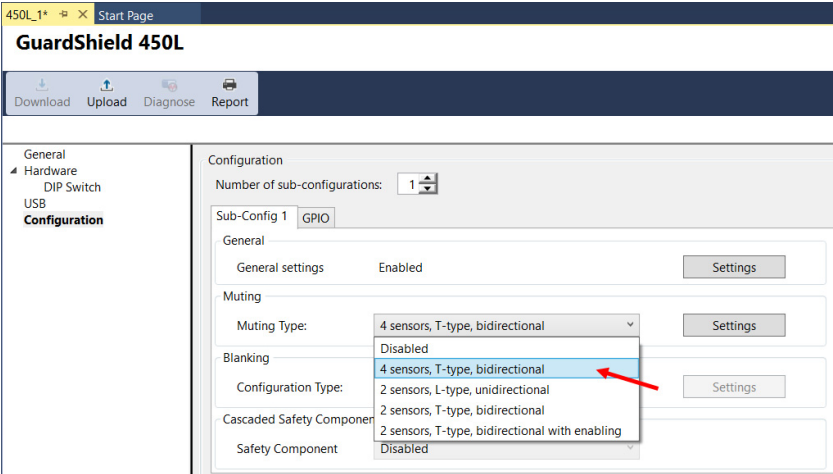 450L_1* Start Page
GuardShield 450L
Download Upload Diagnose Report
General
Hardware
DIP Switch
USB
Configuration
Configuration
Number of sub-configurations: 1
Sub-Config 1 GPIO
General
General settings Enabled Settings
Muting
Muting Type: 4 sensors, T-type, bidirectional Settings
Disabled
4 sensors, T-type, bidirectional
2 sensors, L-type, unidirectional
2 sensors, T-type, bidirectional
2 sensors, T-type, bidirectional with enabling
Blanking
Configuration Type: Settings
Cascaded Safety Componen
Safety Component Disabled